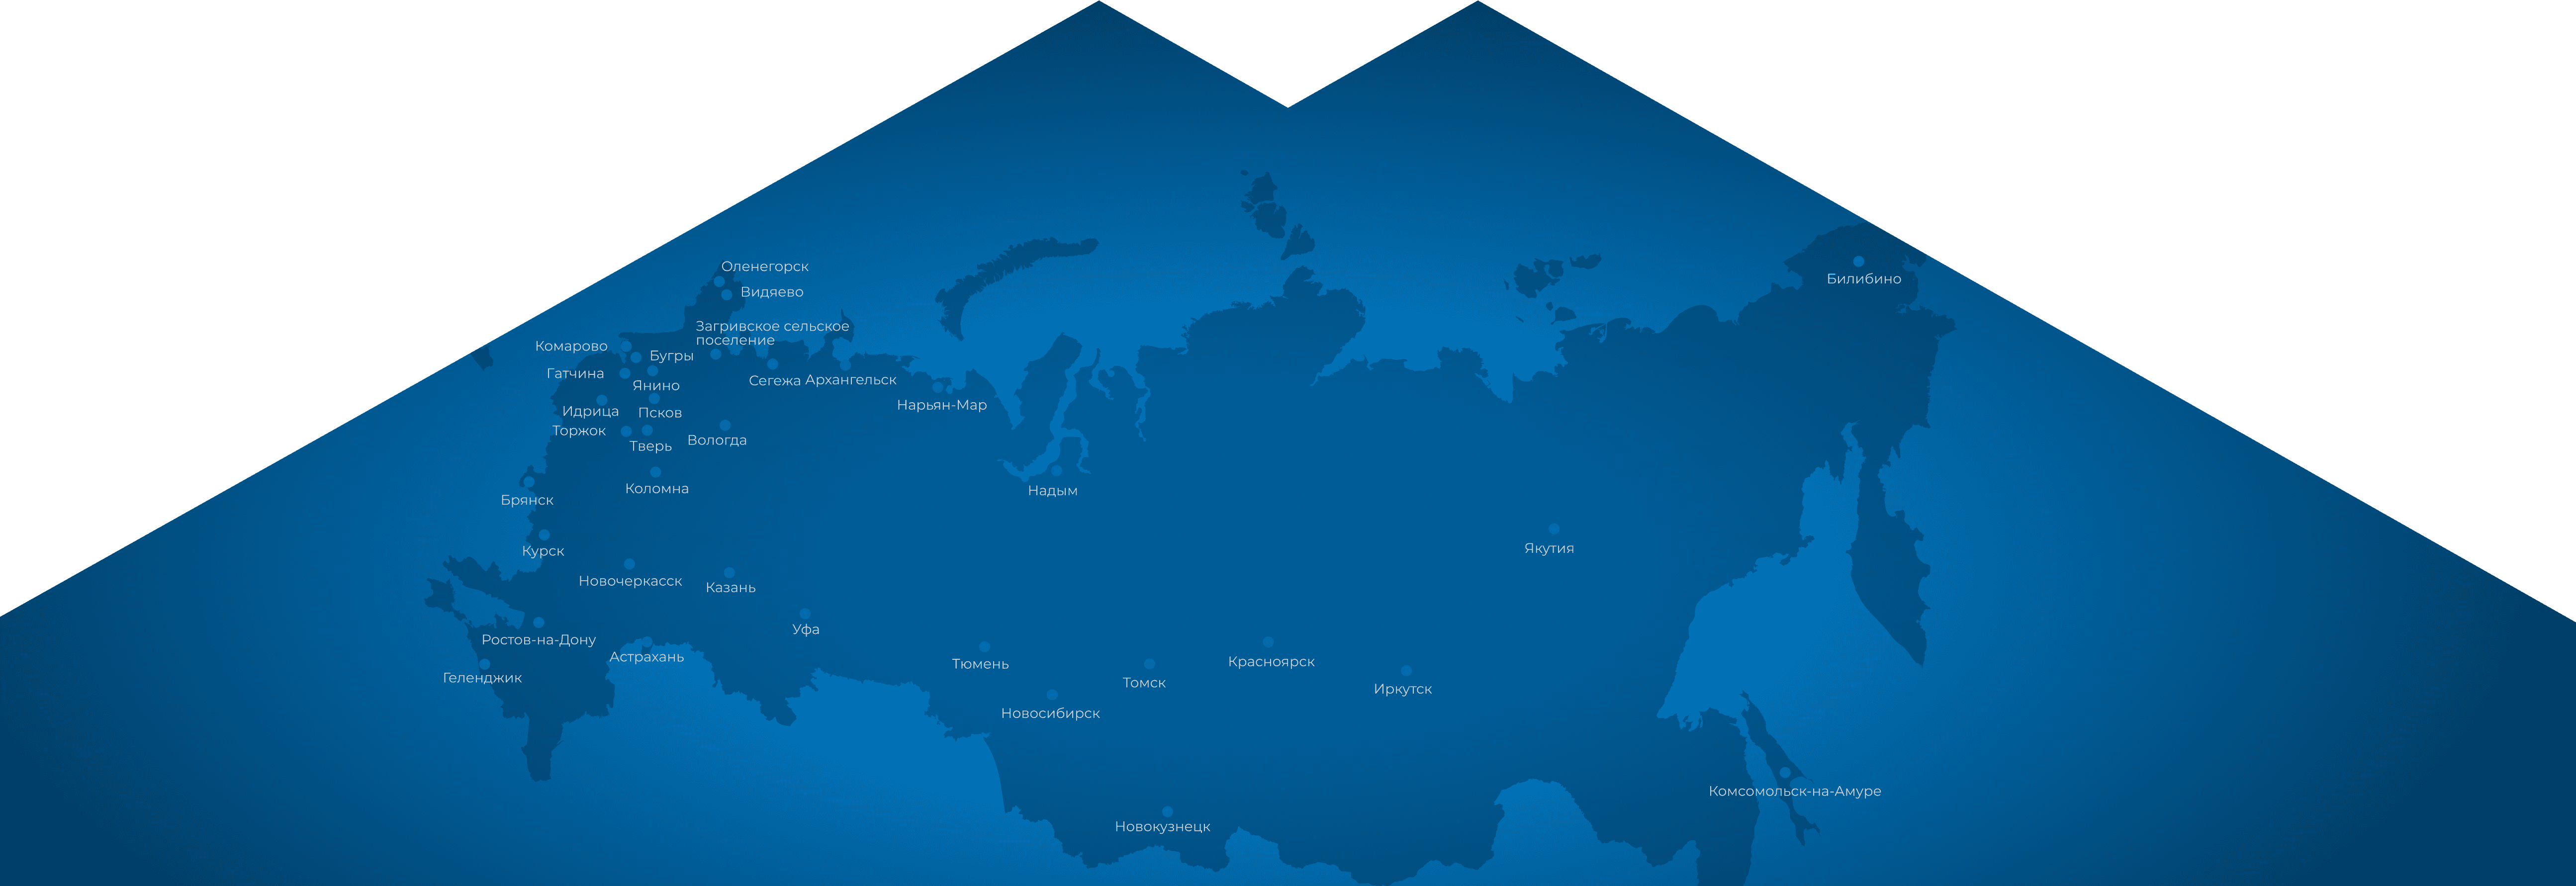 Оленегорск
Билибино
Видяево
Загривское сельское
поселение
Комарово
Бугры
Гатчина
Янино
Сегежа
Архангельск
Нарьян-Мар
Идрица
Псков
Торжок
Тверь
Вологда
Коломна
Надым
Брянск
Курск
Якутия
Новочеркасск
Казань
Уфа
Ростов-на-Дону
Астрахань
Тюмень
Красноярск
Геленджик
Томск
Иркутск
Новосибирск
Комсомольск-на-Амуре
Новокузнецк